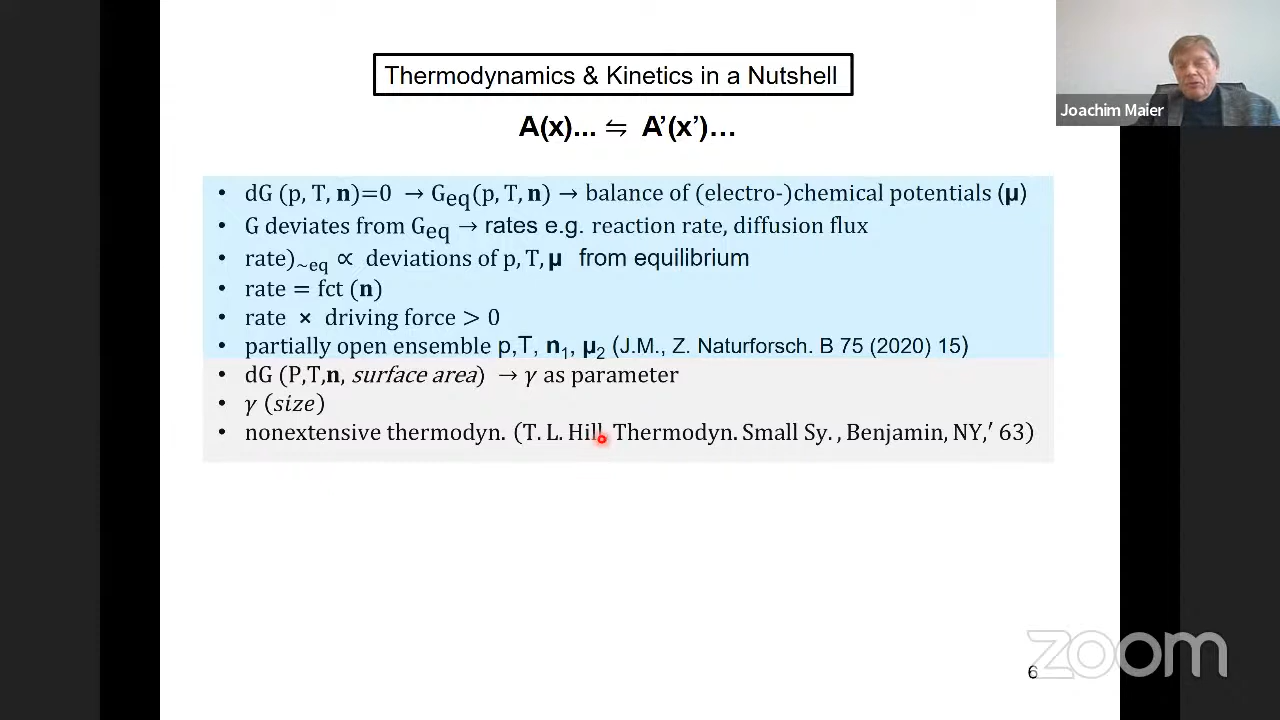 Thermodynamics & Kinetics in a Nutshell
Joachim Maier
A(x)... ⇋ A’(x’)…
• dG (p, T, n)=0 → Geq(p, T, n) → balance of (electro-)chemical potentials (μ)
• G deviates from Geq → rates e.g. reaction rate, diffusion flux
• rate)~eq ∝ deviations of p, T, μ from equilibrium
• rate = fct (n)
• rate × driving force > 0
• partially open ensemble p,T, n1, μ2 (J.M., Z. Naturforsch. B 75 (2020) 15)
• dG (P,T,n, surface area) → γ as parameter
• γ (size)
• nonextensive thermodyn. (T. L. Hill, Thermodyn. Small Sy. , Benjamin, NY,′ 63)
zoom
6